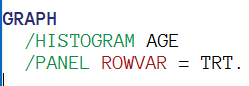 GRAPH
/HISTOGRAM AGE
/PANEL ROWVAR = TRT.